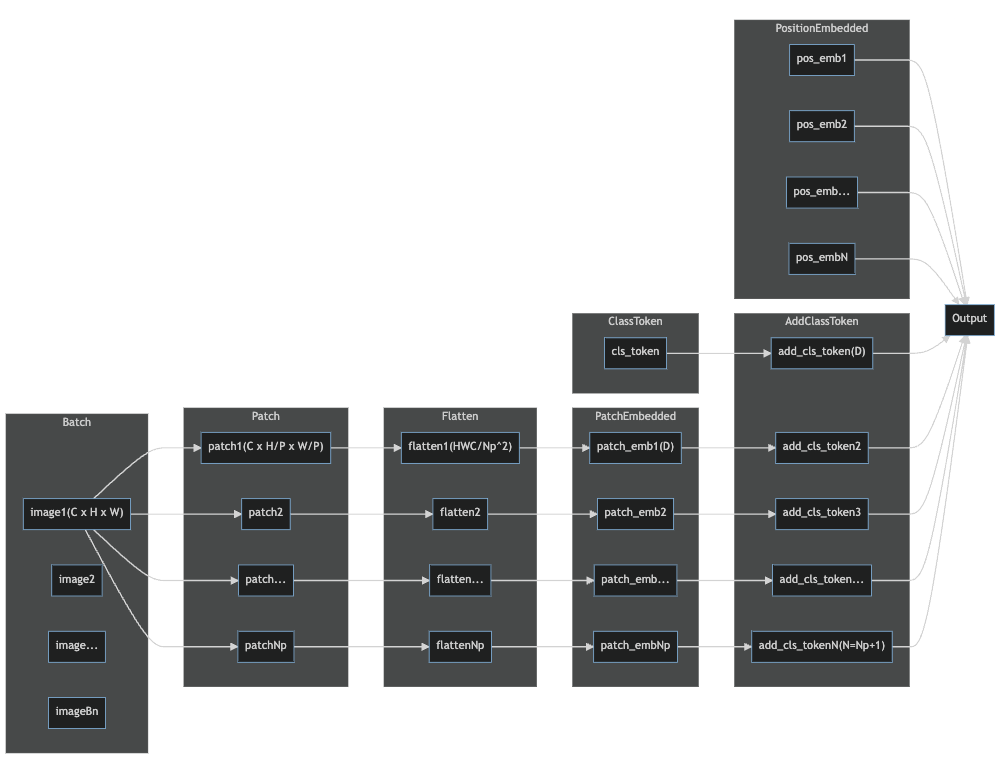 PositionEmbedded
pos_emb1
pos_emb2
pos_emb...
pos_embN
Output
ClassToken
cls_token
AddClassToken
add_cls_token(D)
add_cls_token2
add_cls_token3
add_cls_token...
add_cls_tokenN(N=Np+1)
Batch
image1(C x H x W)
image2
image...
imageBn
Patch
patch1(C x H/P x W/P)
patch2
patch...
patchNp
Flatten
flatten1(HWC/Np^2)
flatten2
flatten...
flattenNp
PatchEmbedded
patch_emb1(D)
patch_emb2
patch_emb...
patch_embNp